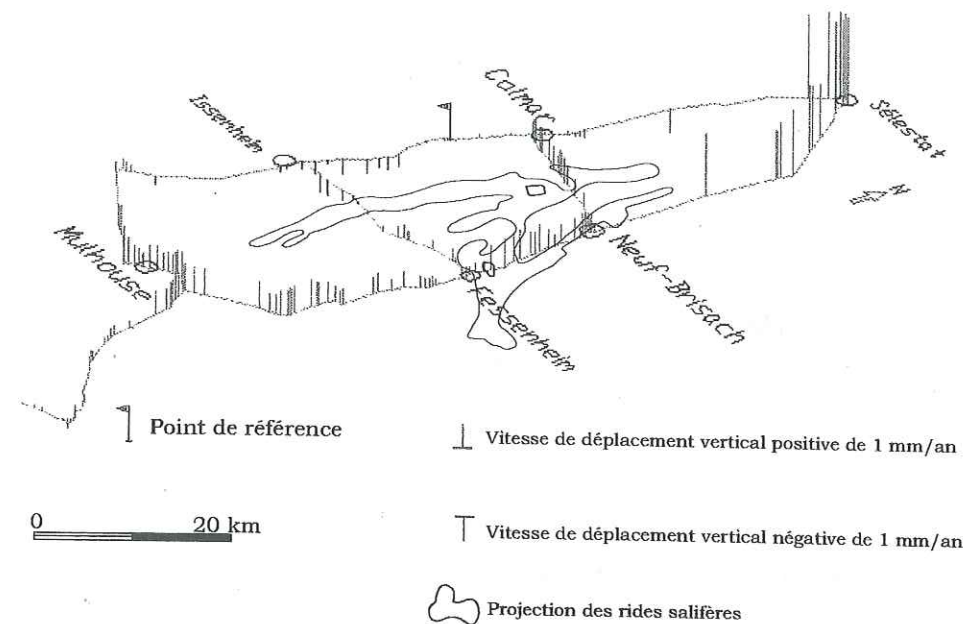 Issenheim
Colmar
Sélestat
N
Mulhouse
Fessenheim
Neuf-Brisach
Point de référence
Vitesse de déplacement vertical positive de 1 mm/an
0 20 km
Vitesse de déplacement vertical négative de 1 mm/an
Projection des rides salifères